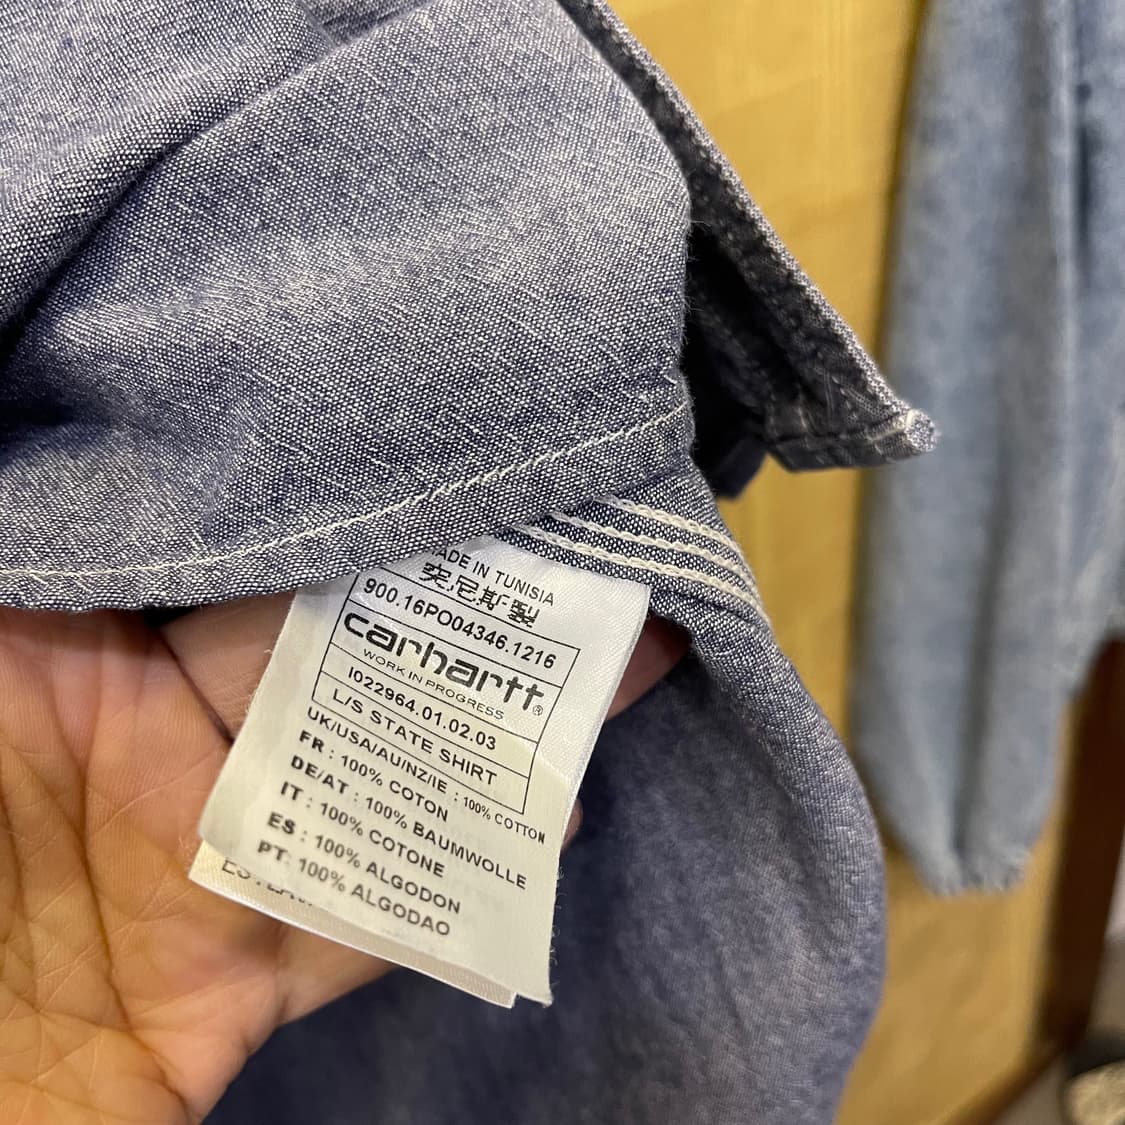 MADE IN TUNISIA
突尼斯製
900.16PO04346.1216
carhartt®
WORK IN PROGRESS
I022964.01.02.03
L/S STATE SHIRT
UK/USA/AU/NZ/IE : 100% COTTON
FR : 100% COTON
DE/AT : 100% BAUMWOLLE
IT : 100% COTONE
ES : 100% ALGODON
PT: 100% ALGODAO